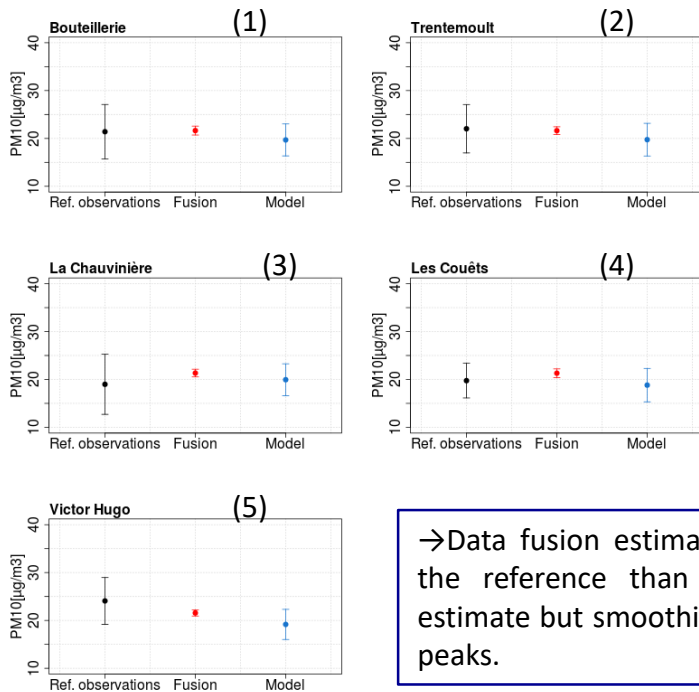 Bouteillerie (1)
PM10[µg/m3]
10 20 30 40
Ref. observations Fusion Model
Trentemoult (2)
PM10[µg/m3]
10 20 30 40
Ref. observations Fusion Model
La Chauvinière (3)
PM10[µg/m3]
10 20 30 40
Ref. observations Fusion Model
Les Couêts (4)
PM10[µg/m3]
10 20 30 40
Ref. observations Fusion Model
Victor Hugo (5)
PM10[µg/m3]
10 20 30 40
Ref. observations Fusion Model
→Data fusion estima
the reference than
estimate but smoothi
peaks.